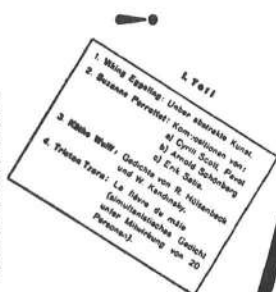 I. Teil
1. Viking Eggeling: Ueber abstrakte Kunst.
2. Suzanne Perrottet: Kompositionen von:
a) Cyrill Scott, Pavel
b) Arnold Schönberg
c) Erik Satie.
3. Käthe Wulff, Gedichte von R. Hülsenbeck
und W. Kandinsky.
4. Tristan Tzara: La fièvre du male
(simultanistisches Gedicht
unter Mitwirkung von 20
Personen).